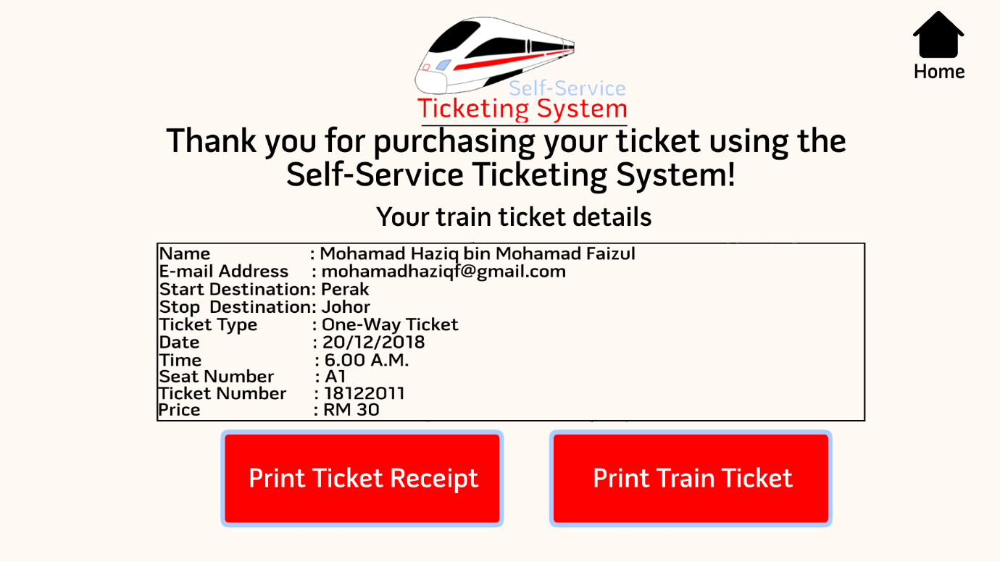 Home
Self-Service
Ticketing System
Thank you for purchasing your ticket using the
Self-Service Ticketing System!
Your train ticket details
Name : Mohamad Haziq bin Mohamad Faizul
E-mail Address : mohamadhaziqf@gmail.com
Start Destination: Perak
Stop Destination: Johor
Ticket Type : One-Way Ticket
Date : 20/12/2018
Time : 6.00 A.M.
Seat Number : A1
Ticket Number : 18122011
Price : RM 30
Print Ticket Receipt
Print Train Ticket